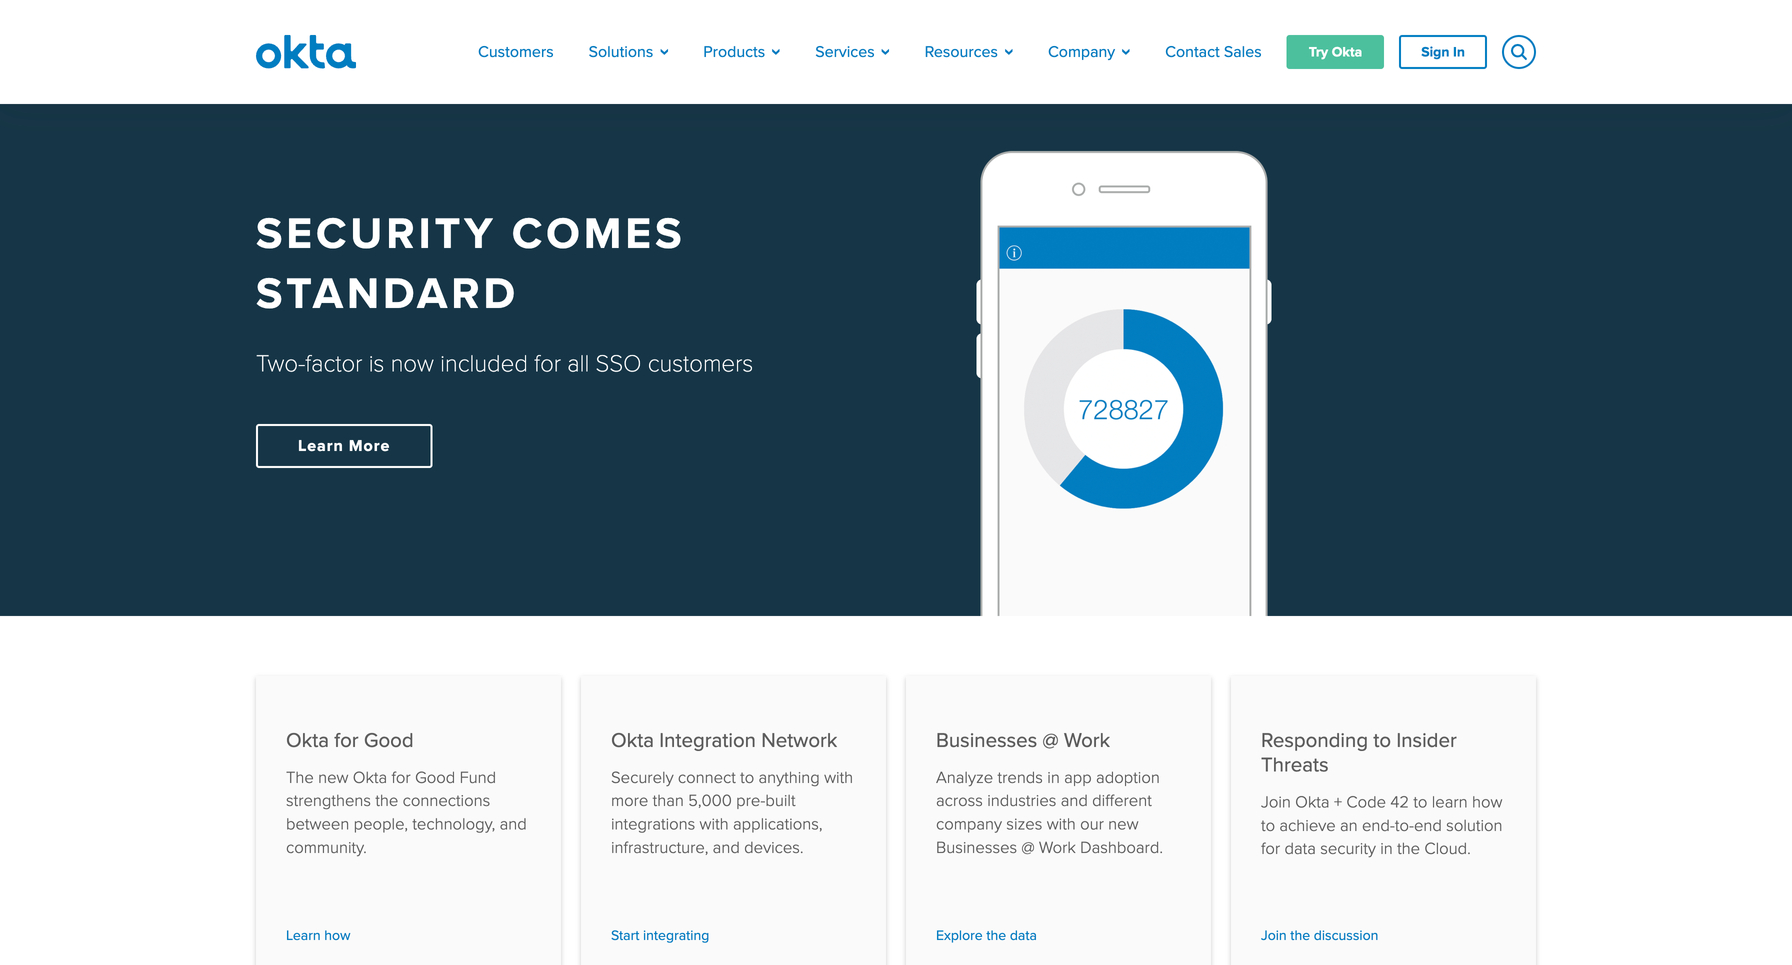 okta
Customers
Solutions
Products
Services
Resources
Company
Contact Sales
Try Okta
Sign In
SECURITY COMES
STANDARD
Two-factor is now included for all SSO customers
Learn More
728827
Okta for Good
The new Okta for Good Fund
strengthens the connections
between people, technology, and
community.
Learn how
Okta Integration Network
Securely connect to anything with
more than 5,000 pre-built
integrations with applications,
infrastructure, and devices.
Start integrating
Businesses @ Work
Analyze trends in app adoption
across industries and different
company sizes with our new
Businesses @ Work Dashboard.
Explore the data
Responding to Insider
Threats
Join Okta + Code 42 to learn how
to achieve an end-to-end solution
for data security in the Cloud.
Join the discussion